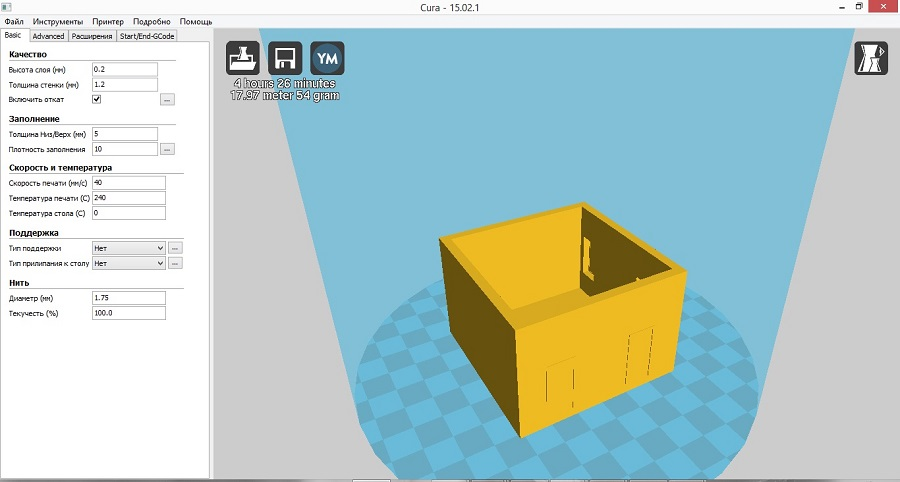 Cura - 15.02.1
Файл Инструменты Принтер Подробно Помощь
Basic Advanced Расширения Start/End-GCode
Качество
Высота слоя (мм) 0.2
Толщина стенки (мм) 1.2
Включить откат ...
Заполнение
Толщина Низ/Верх (мм) 5
Плотность заполнения 10 ...
Скорость и температура
Скорость печати (мм/с) 40
Температура печати (C) 240
Температура стола (C) 0
Поддержка
Тип поддержки Нет ...
Тип прилипания к столу Нет ...
Нить
Диаметр (мм) 1.75
Текучесть (%) 100.0
YM
4 hours 26 minutes
17.97 meter 54 gram